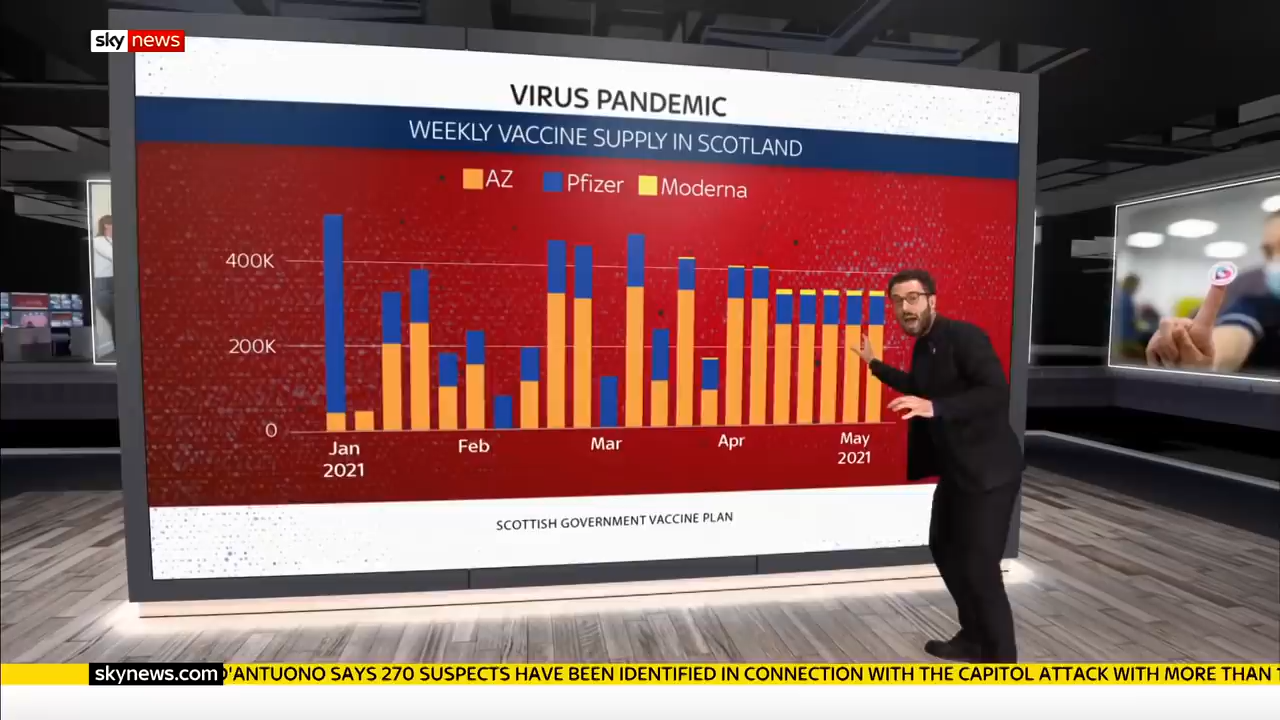 sky news
VIRUS PANDEMIC
WEEKLY VACCINE SUPPLY IN SCOTLAND
AZ Pfizer Moderna
400K
200K
0
Jan 2021
Feb
Mar
Apr
May 2021
SCOTTISH GOVERNMENT VACCINE PLAN
skynews.com D'ANTUONO SAYS 270 SUSPECTS HAVE BEEN IDENTIFIED IN CONNECTION WITH THE CAPITOL ATTACK WITH MORE THAN